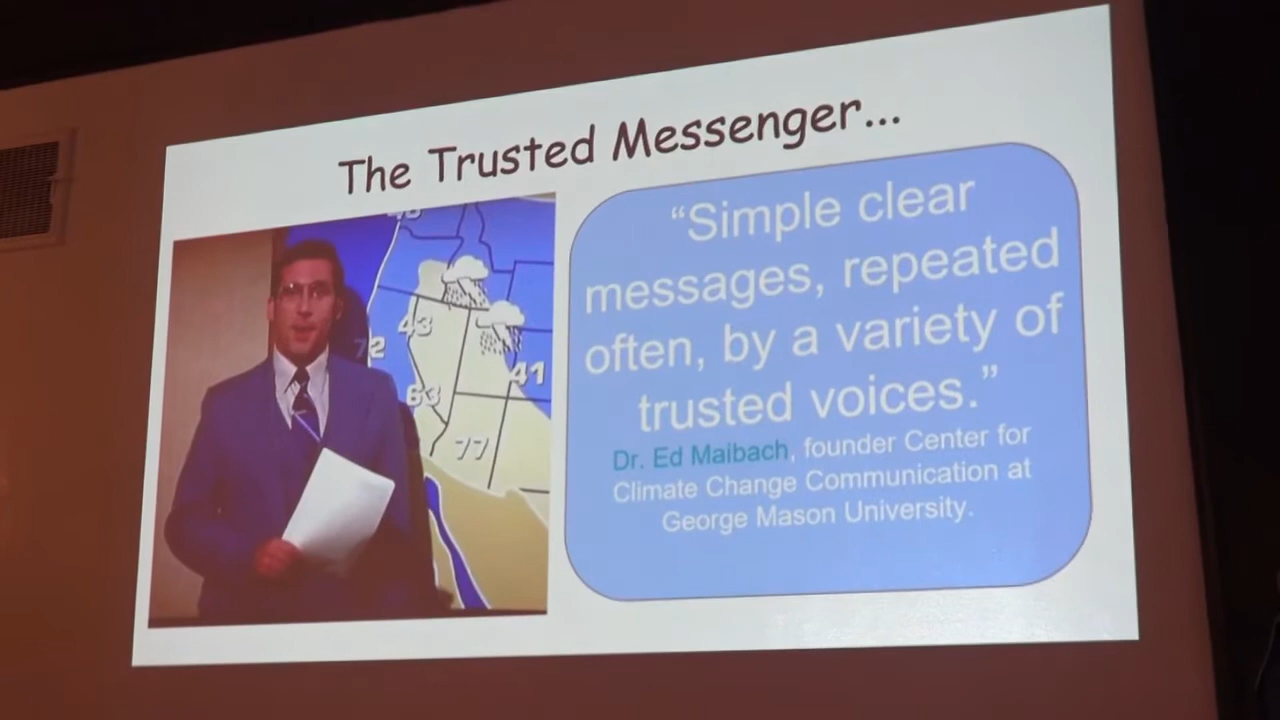 The Trusted Messenger...
“Simple clear
messages, repeated
often, by a variety of
trusted voices.”
Dr. Ed Maibach, founder Center for
Climate Change Communication at
George Mason University.
43
72
63
41
77